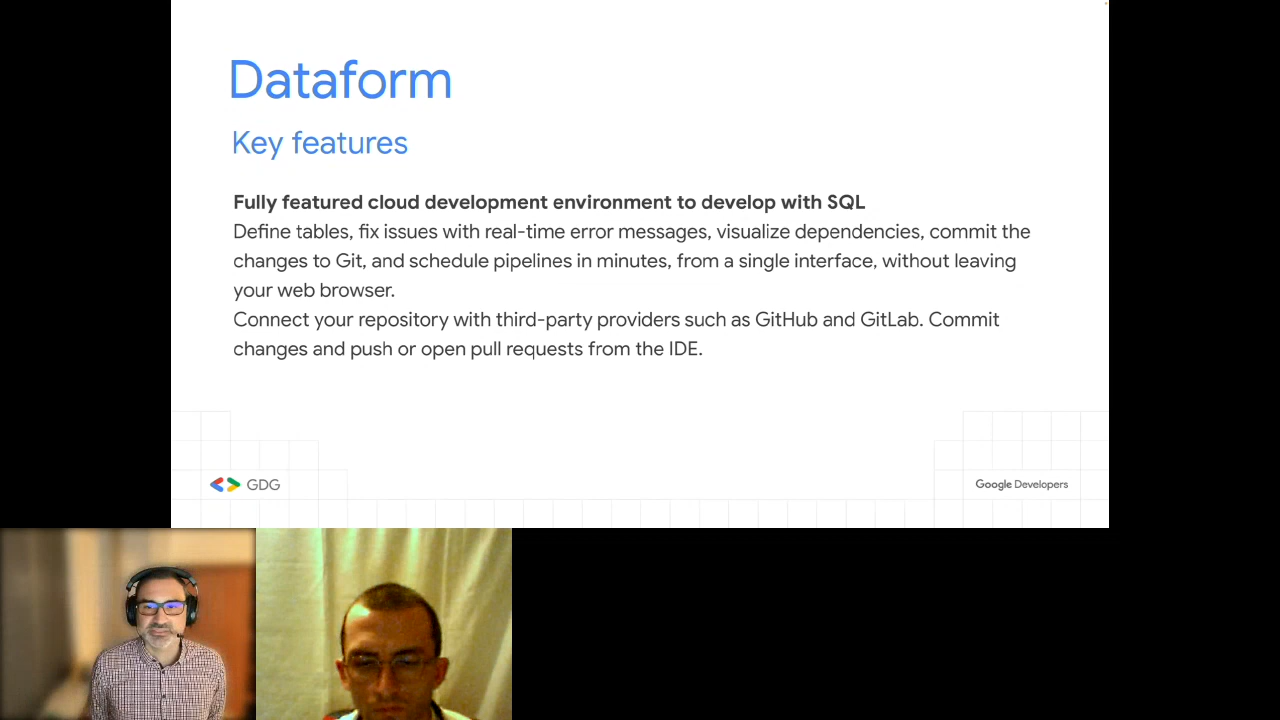 Dataform
Key features
Fully featured cloud development environment to develop with SQL
Define tables, fix issues with real-time error messages, visualize dependencies, commit the
changes to Git, and schedule pipelines in minutes, from a single interface, without leaving
your web browser.
Connect your repository with third-party providers such as GitHub and GitLab. Commit
changes and push or open pull requests from the IDE.
GDG
Google Developers